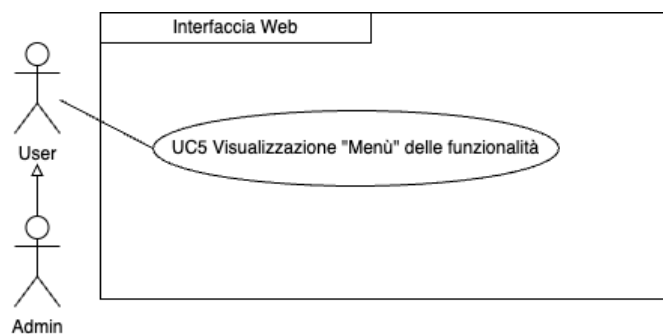 Interfaccia Web
UC5 Visualizzazione "Menù" delle funzionalità
User
Admin